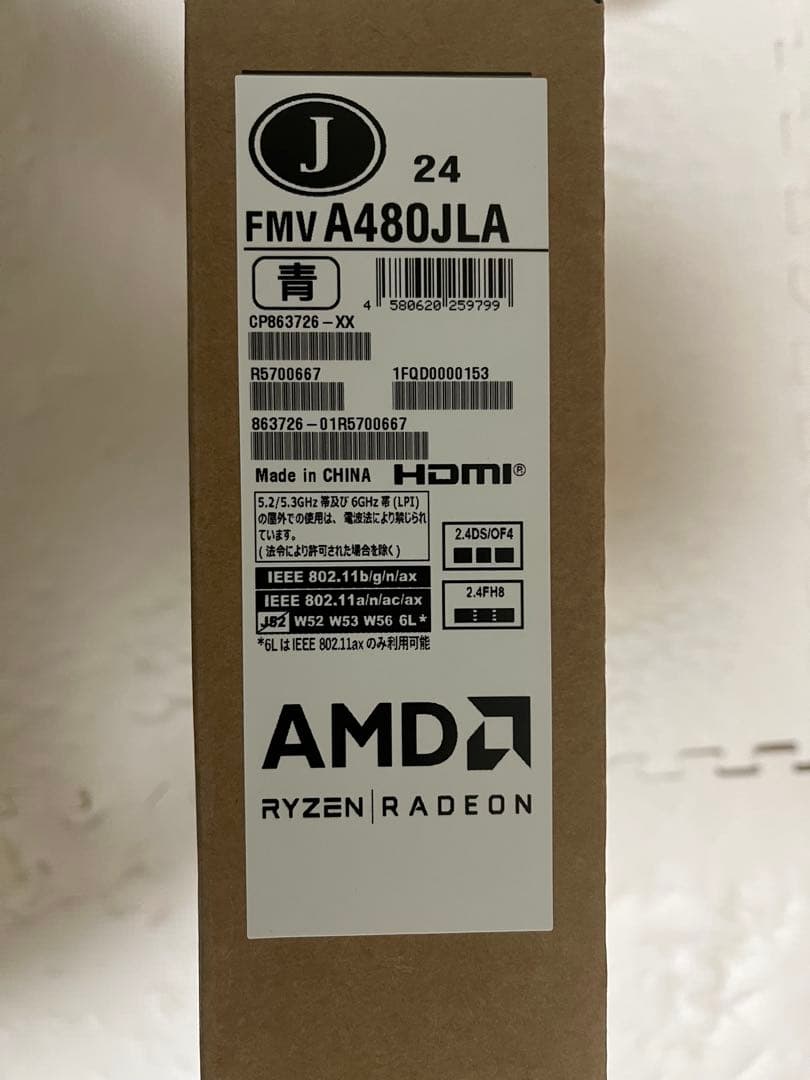 J
24
FMV A480JLA
青
4 580620 259799
CP863726-XX
R5700667 1FQD0000153
863726-01R5700667
Made in CHINA HDMI®
5.2/5.3GHz 帯及び 6GHz 帯 (LPI)
の屋外での使用は、電波法により禁じられ
ています。
(法令により許可された場合を除く)
2.4DS/OF4
IEEE 802.11b/g/n/ax
IEEE 802.11a/n/ac/ax
J52 W52 W53 W56 6L*
2.4FH8
*6L は IEEE 802.11ax のみ利用可能
AMD
RYZEN | RADEON